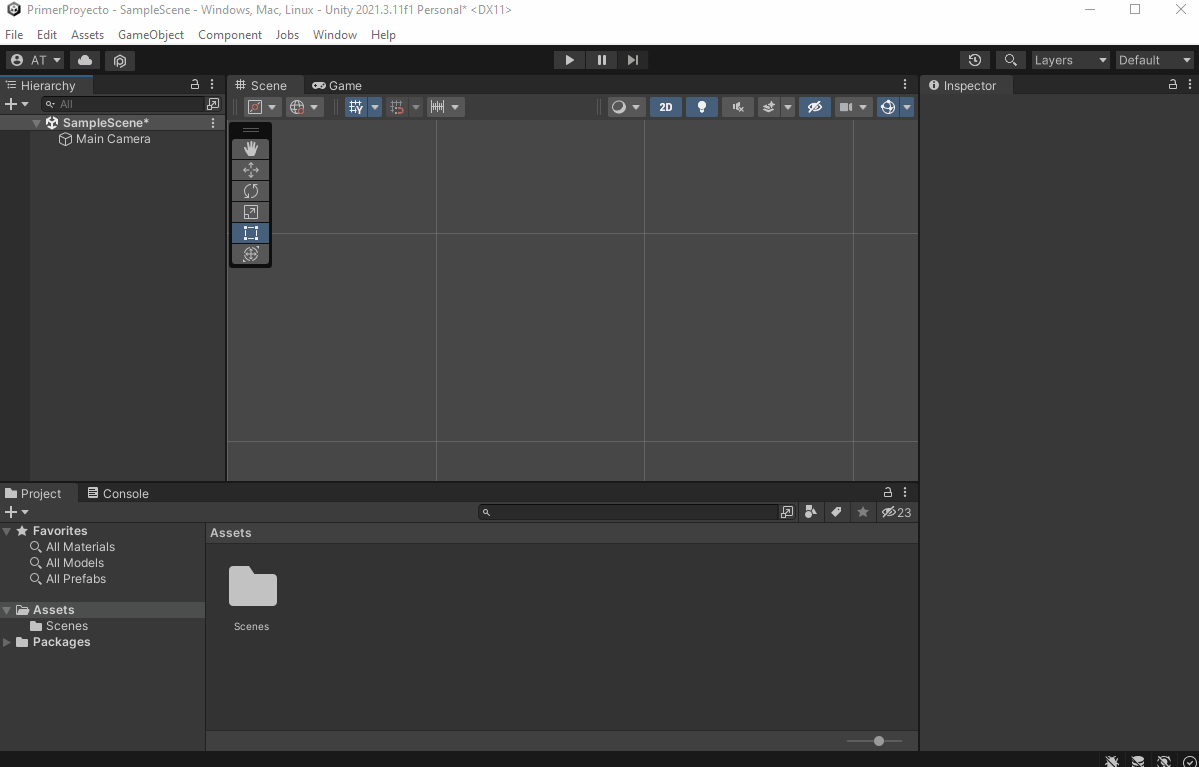 PrimerProyecto - SampleScene - Windows, Mac, Linux - Unity 2021.3.11f1 Personal* <DX11>
File Edit Assets GameObject Component Jobs Window Help
AT Layers Default
Hierarchy
All
SampleScene*
Main Camera
Scene Game
2D
Inspector
Project Console
23
Favorites
All Materials
All Models
All Prefabs
Assets
Scenes
Packages
Assets
Scenes